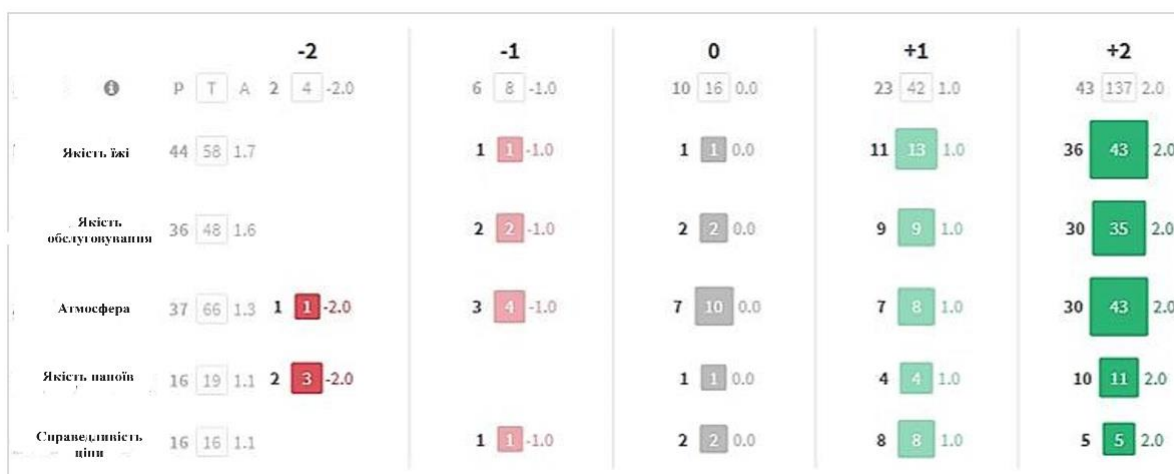 -2 -1 0 +1 +2
P T A 2 4 -2.0 6 8 -1.0 10 16 0.0 23 42 1.0 43 137 2.0
Якість їжі 44 58 1.7 1 1 -1.0 1 1 0.0 11 13 1.0 36 43 2.0
Якість
обслуговування 36 48 1.6 2 2 -1.0 2 2 0.0 9 9 1.0 30 35 2.0
Атмосфера 37 66 1.3 1 1 -2.0 3 4 -1.0 7 10 0.0 7 8 1.0 30 43 2.0
Якість напоїв 16 19 1.1 2 3 -2.0 1 1 0.0 4 4 1.0 10 11 2.0
Справедливість
ціни 16 16 1.1 1 1 -1.0 2 2 0.0 8 8 1.0 5 5 2.0